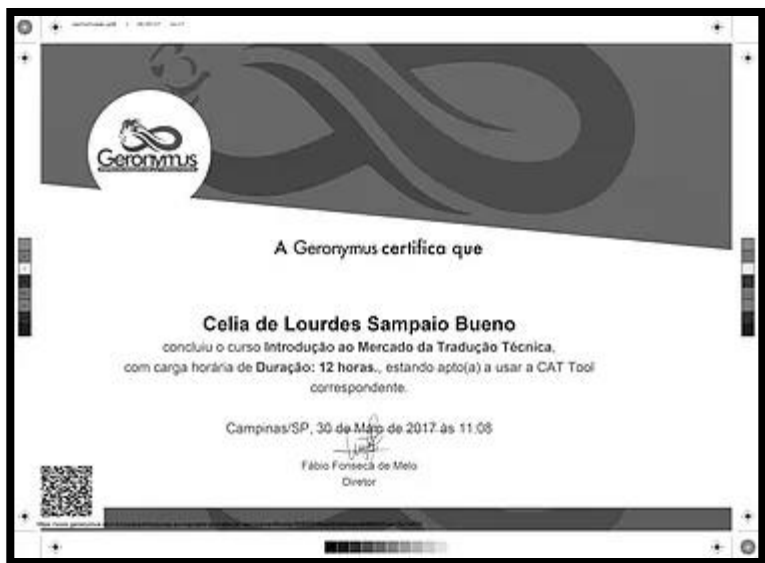 Geronymus
A Geronymus certifica que
Celia de Lourdes Sampaio Bueno
concluiu o curso Introdução ao Mercado da Tradução Técnica,
com carga horária de Duração: 12 horas., estando apto(a) a usar a CAT Tool
correspondente.
Campinas/SP, 30 de Maio de 2017 às 11:08
Fábio Fonseca de Melo
Diretor